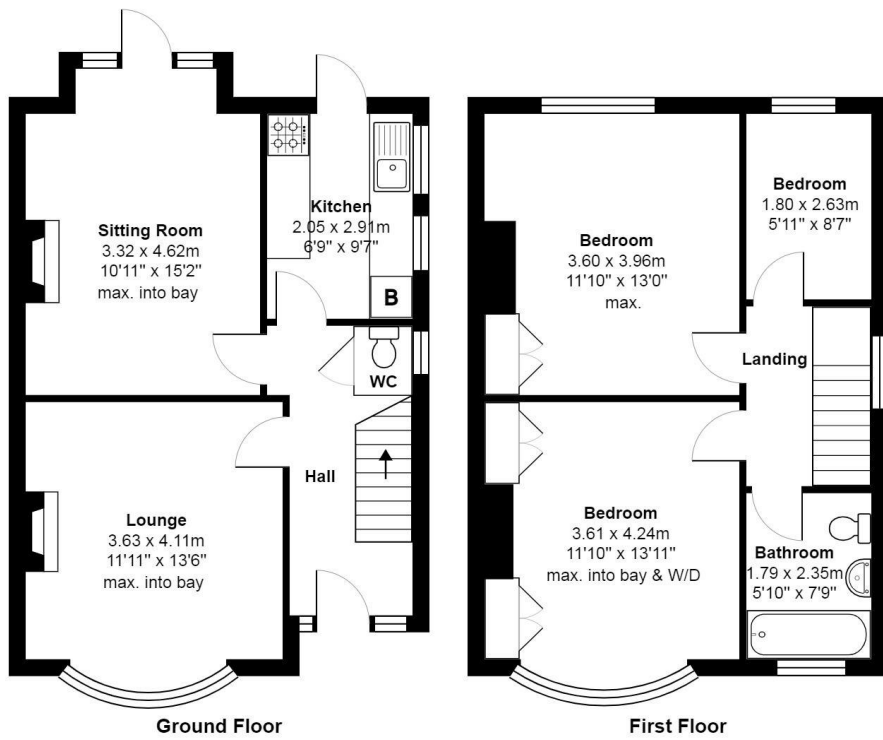 Sitting Room
3.32 x 4.62m
10'11" x 15'2"
max. into bay
Kitchen
2.05 x 2.91m
6'9" x 9'7"
B
WC
Hall
Lounge
3.63 x 4.11m
11'11" x 13'6"
max. into bay
Ground Floor
Bedroom
3.60 x 3.96m
11'10" x 13'0"
max.
Bedroom
1.80 x 2.63m
5'11" x 8'7"
Landing
Bedroom
3.61 x 4.24m
11'10" x 13'11"
max. into bay & W/D
Bathroom
1.79 x 2.35m
5'10" x 7'9"
First Floor